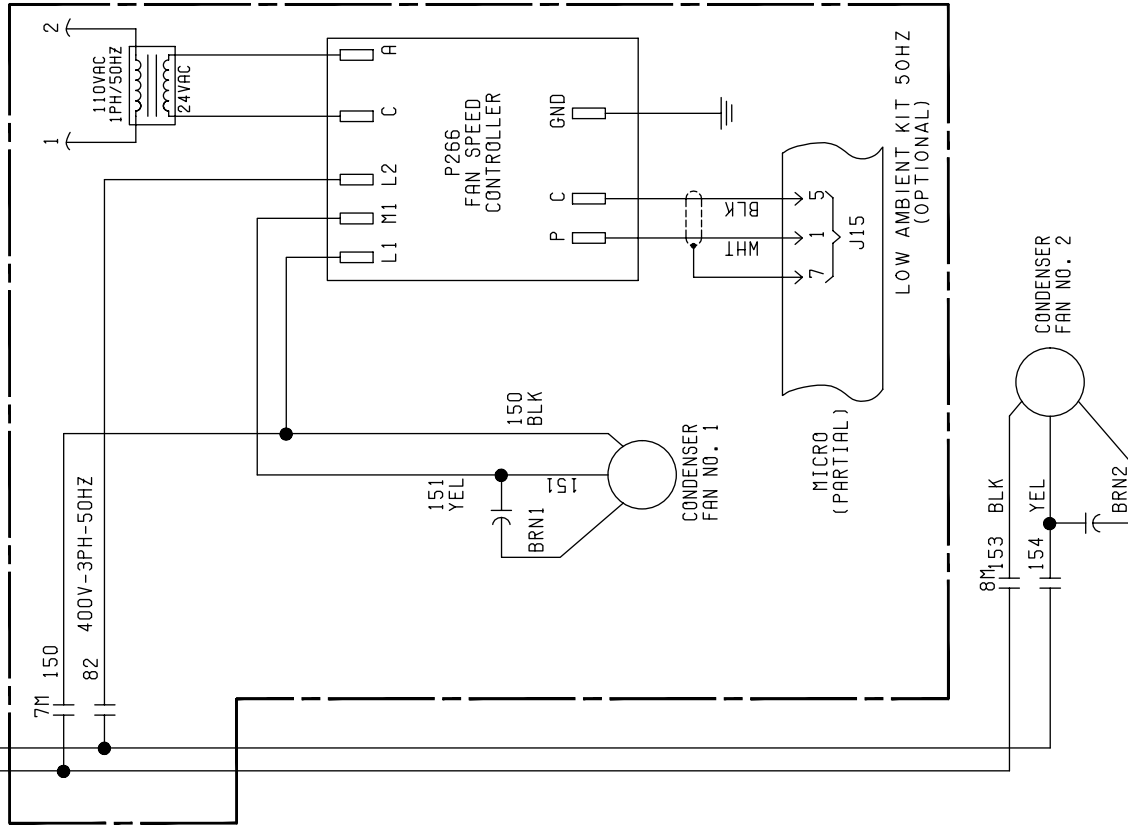 2
110VAC
1PH/50HZ
24VAC
1
A
C
L2
M1
L1
P266
FAN SPEED
CONTROLLER
GND
C
P
BLK
WHT
5
1
7
J15
LOW AMBIENT KIT 50HZ
(OPTIONAL)
MICRO
(PARTIAL)
150
BLK
151
YEL
151
BRN1
CONDENSER
FAN NO. 1
7M
150
82
400V-3PH-50HZ
CONDENSER
FAN NO. 2
8M
153
BLK
154
YEL
BRN2